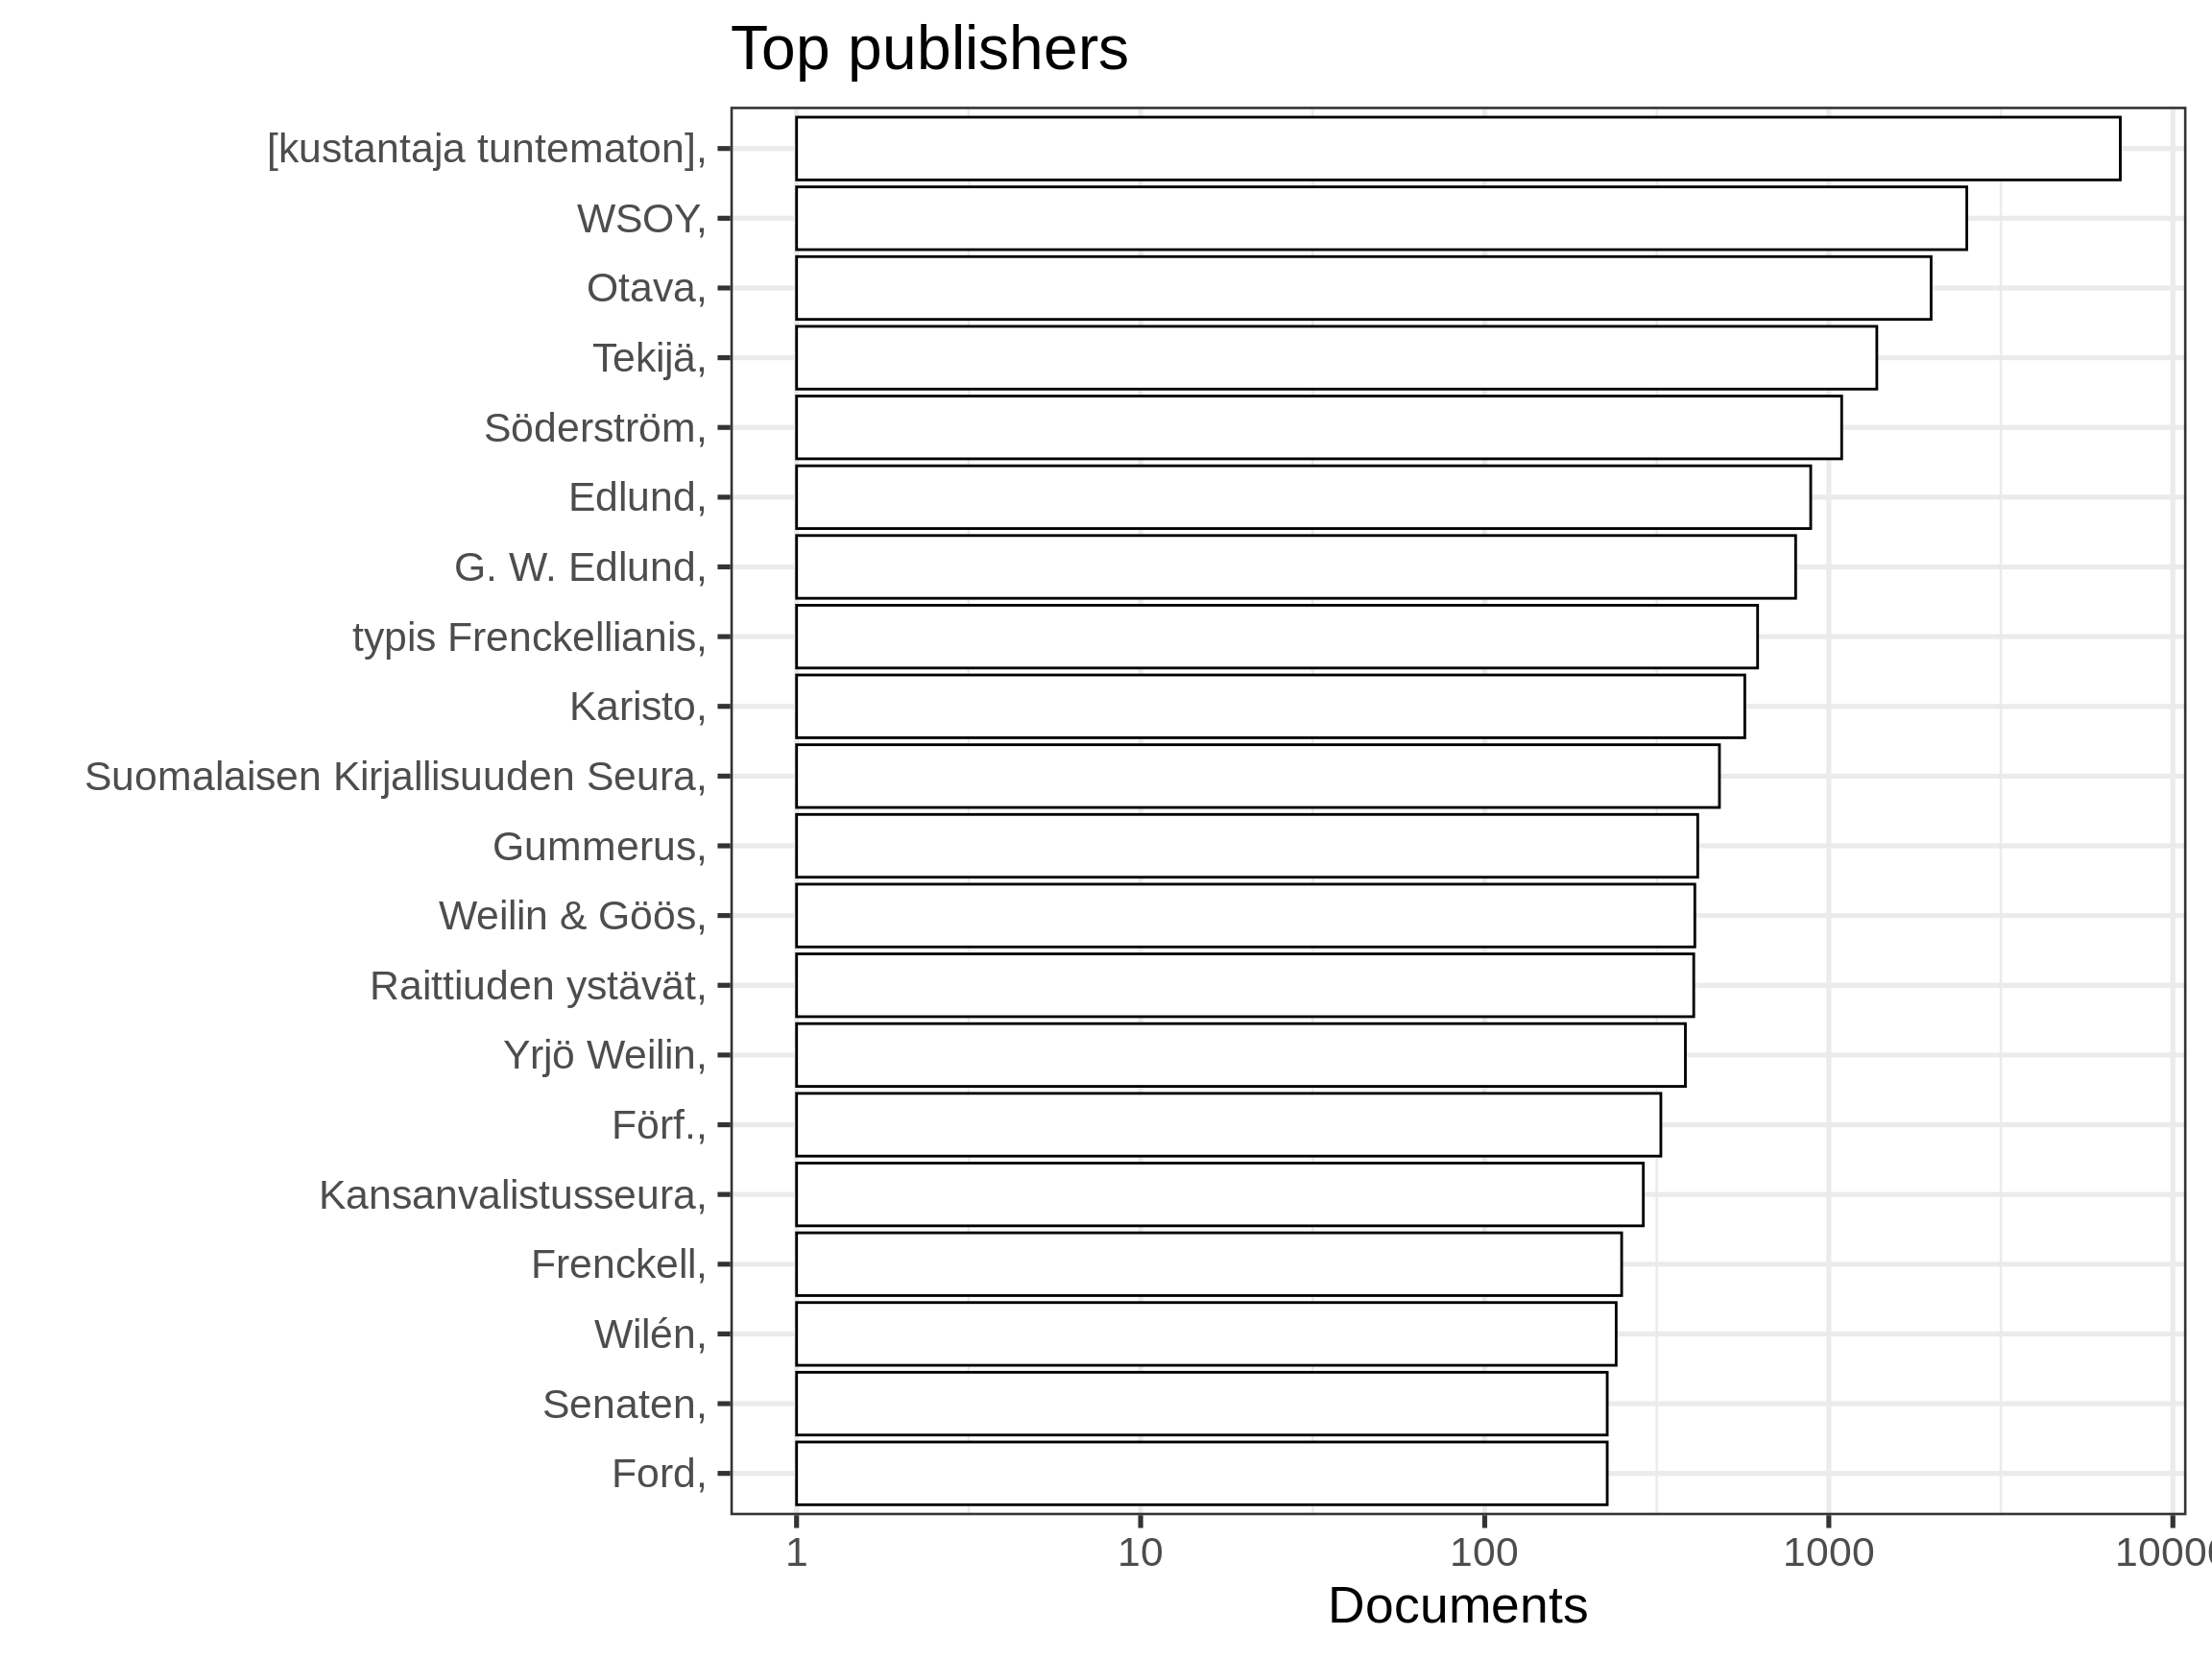 Top publishers
[kustantaja tuntematon],
WSOY,
Otava,
Tekijä,
Söderström,
Edlund,
G. W. Edlund,
typis Frenckellianis,
Karisto,
Suomalaisen Kirjallisuuden Seura,
Gummerus,
Weilin & Göös,
Raittiuden ystävät,
Yrjö Weilin,
Förf.,
Kansanvalistusseura,
Frenckell,
Wilén,
Senaten,
Ford,
1 10 100 1000 10000
Documents